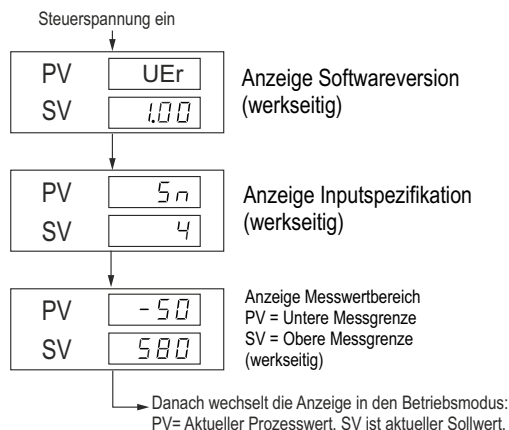 Steuerspannung ein
PV UEr Anzeige Softwareversion
SV 1.00 (werkseitig)
PV Sn Anzeige Inputspezifikation
SV 4 (werkseitig)
PV -50 Anzeige Messwertbereich
PV = Untere Messgrenze
SV 580 SV = Obere Messgrenze
(werkseitig)
Danach wechselt die Anzeige in den Betriebsmodus:
PV= Aktueller Prozesswert, SV ist aktueller Sollwert.